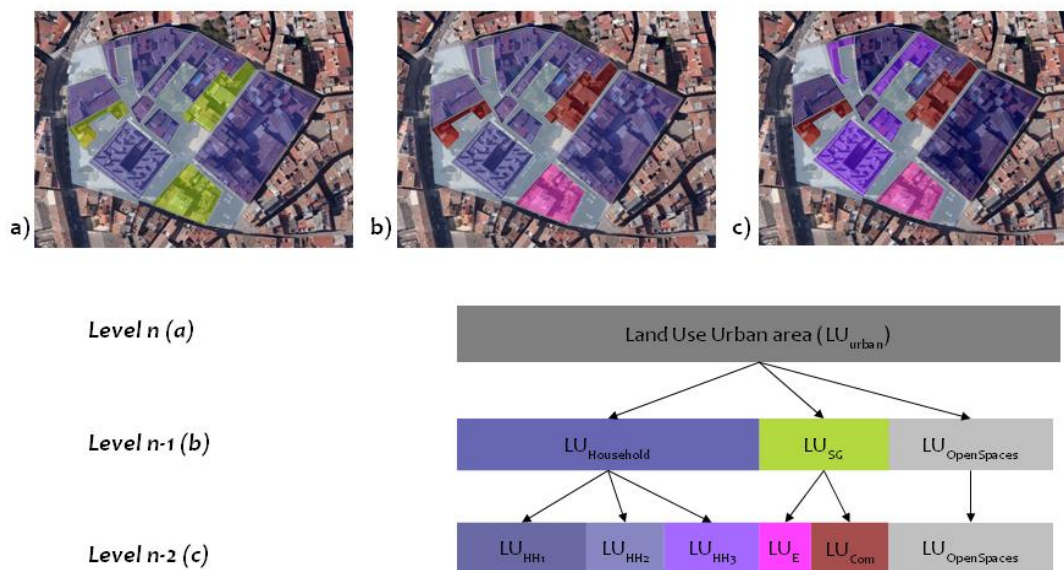 a)
b)
c)
Level n (a)
Land Use Urban area (LUurban)
Level n-1 (b)
LUHousehold
LUSG
LUOpenSpaces
Level n-2 (c)
LUHH1
LUHH2
LUHH3
LUE
LUCom
LUOpenSpaces